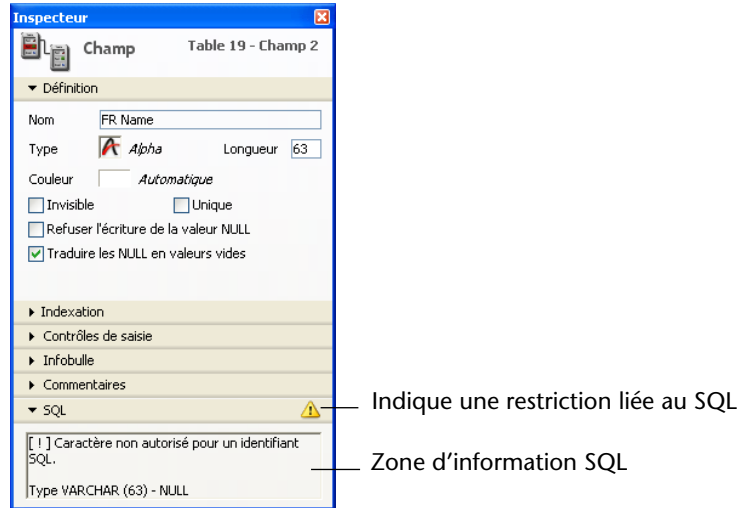 Inspecteur
Champ
Table 19 - Champ 2
Définition
Nom FR Name
Type Alpha Longueur 63
Couleur Automatique
Invisible Unique
Refuser l'écriture de la valeur NULL
Traduire les NULL en valeurs vides
Indexation
Contrôles de saisie
Infobulle
Commentaires
SQL
Indique une restriction liée au SQL
[ ! ] Caractère non autorisé pour un identifiant
SQL.
Zone d'information SQL
Type VARCHAR (63) - NULL